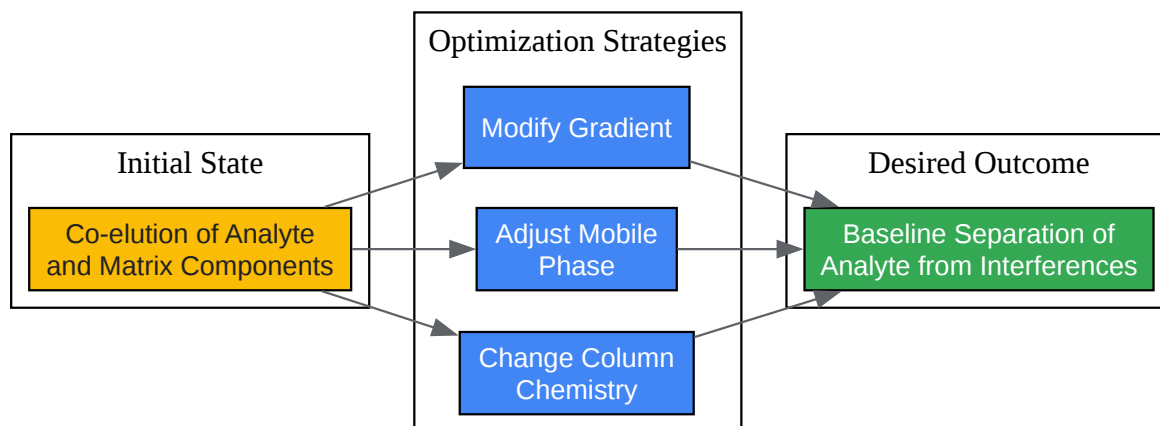 Initial State
Co-elution of Analyte
and Matrix Components
Optimization Strategies
Modify Gradient
Adjust Mobile
Phase
Change Column
Chemistry
Desired Outcome
Baseline Separation of
Analyte from Interferences